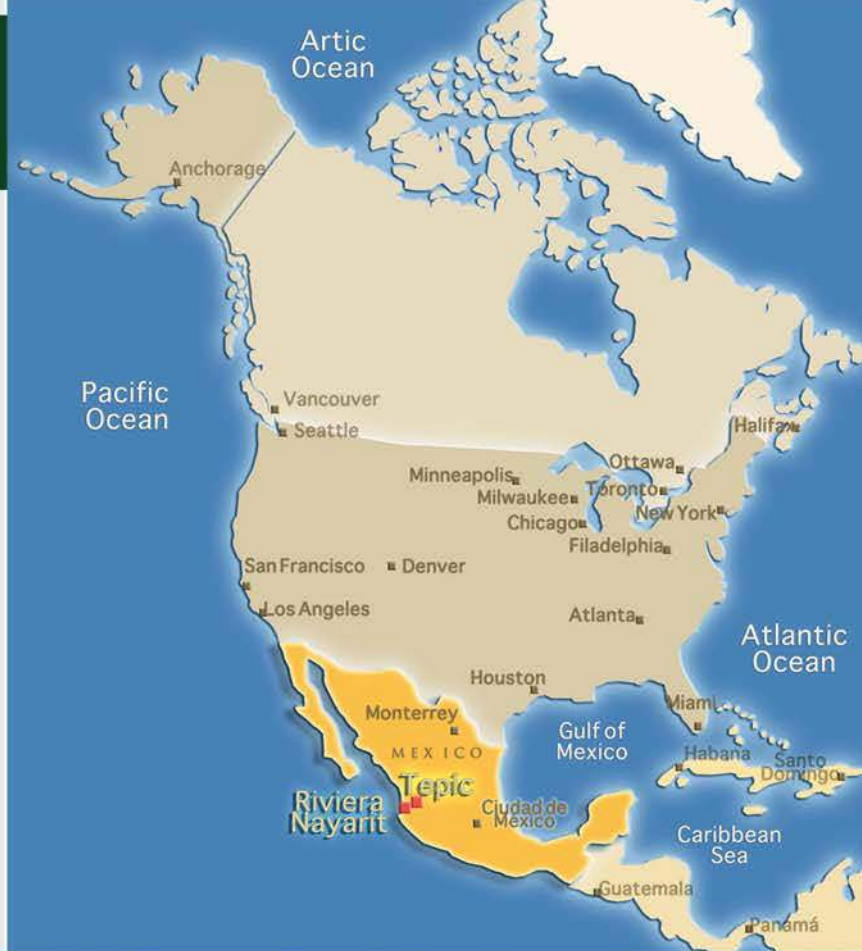 Artic
Ocean
Anchorage
Pacific
Ocean
Vancouver
Seattle
Halifax
Ottawa
Minneapolis
Toronto
Milwaukee
New York
Chicago
Filadelphia
San Francisco
Denver
Los Angeles
Atlanta
Atlantic
Ocean
Houston
Miami
Monterrey
Gulf of
Mexico
MEXICO
Habana
Santo
Domingo
Tepic
Riviera
Nayarit
Ciudad de
México
Caribbean
Sea
Guatemala
Panamá